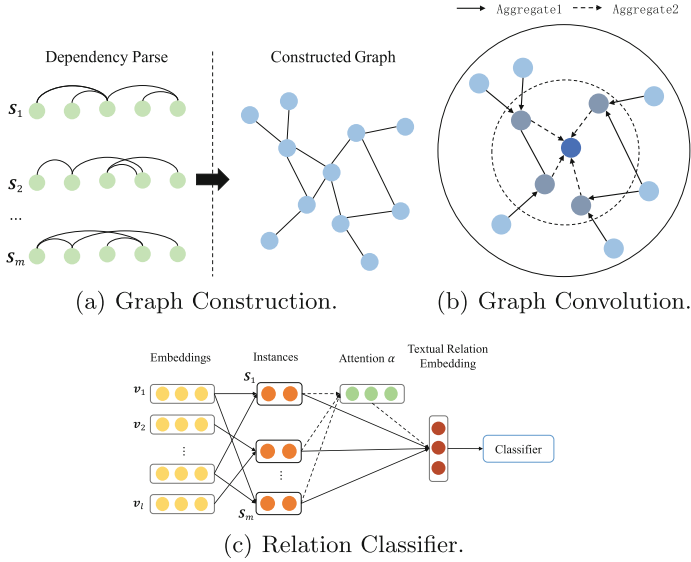 Aggregate1 Aggregate2
Dependency Parse
Constructed Graph
S1
S2
...
Sm
(a) Graph Construction.
(b) Graph Convolution.
Embeddings
Instances
Attention α
Textual Relation
Embedding
v1
S1
v2
⋮
⋮
vl
Sm
Classifier
(c) Relation Classifier.